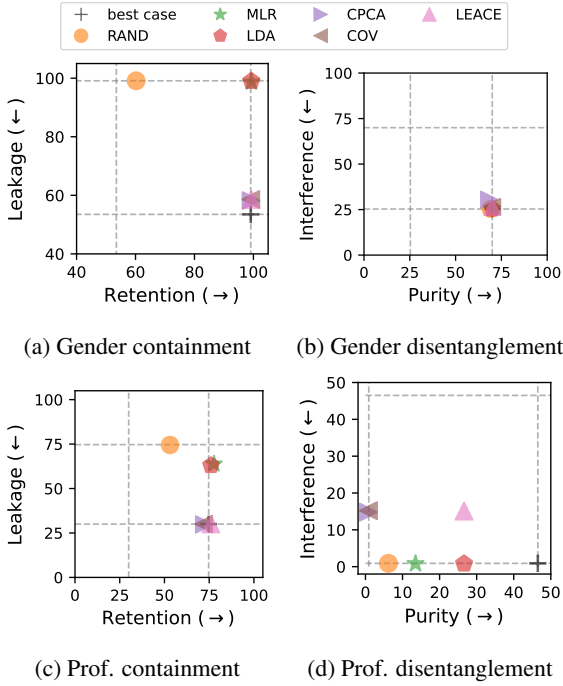 best case MLR CPCA LEACE
RAND LDA COV
100
80
60
40
Leakage (←)
40 60 80 100
Retention (→)
100
75
50
25
0
Interference (←)
0 25 50 75 100
Purity (→)
(a) Gender containment (b) Gender disentanglement
100
75
50
25
0
Leakage (←)
0 25 50 75 100
Retention (→)
50
40
30
20
10
0
Interference (←)
0 10 20 30 40 50
Purity (→)
(c) Prof. containment (d) Prof. disentanglement